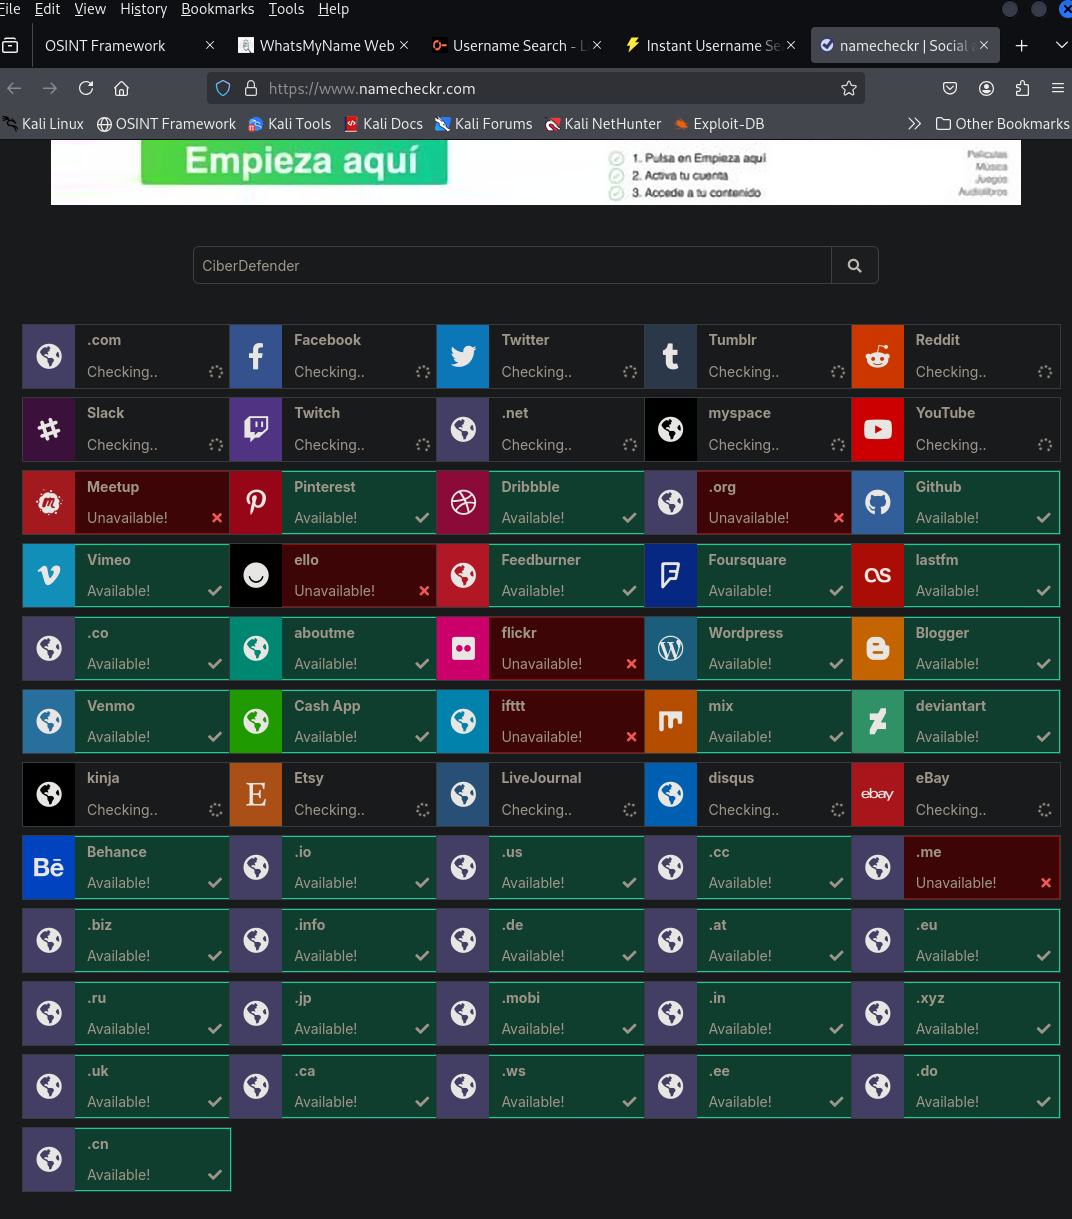 File Edit View History Bookmarks Tools Help
OSINT Framework WhatsMyName Web Username Search - L Instant Username Se namecheckr | Social a
https://www.namecheckr.com
Kali Linux OSINT Framework Kali Tools Kali Docs Kali Forums Kali NetHunter Exploit-DB Other Bookmarks
Empieza aquí
1. Pulsa en Empieza aquí
2. Activa tu cuenta
3. Accede a tu contenido
Películas
Música
Juegos
Audiolibros
CiberDefender
.com Facebook Twitter Tumblr Reddit
Checking.. Checking.. Checking.. Checking.. Checking..
Slack Twitch .net myspace YouTube
Checking.. Checking.. Checking.. Checking.. Checking..
Meetup Pinterest Dribbble .org Github
Unavailable! Available! Available! Unavailable! Available!
Vimeo ello Feedburner Foursquare lastfm
Available! Unavailable! Available! Available! Available!
.co aboutme flickr Wordpress Blogger
Available! Available! Unavailable! Available! Available!
Venmo Cash App ifttt mix deviantart
Available! Available! Unavailable! Available! Available!
kinja Etsy LiveJournal disqus eBay
E ebay
Checking.. Checking.. Checking.. Checking.. Checking..
Bē Behance .io .us .cc .me
Available! Available! Available! Available! Unavailable!
.biz .info .de .at .eu
Available! Available! Available! Available! Available!
.ru .jp .mobi .in .xyz
Available! Available! Available! Available! Available!
.uk .ca .ws .ee .do
Available! Available! Available! Available! Available!
.cn
Available!